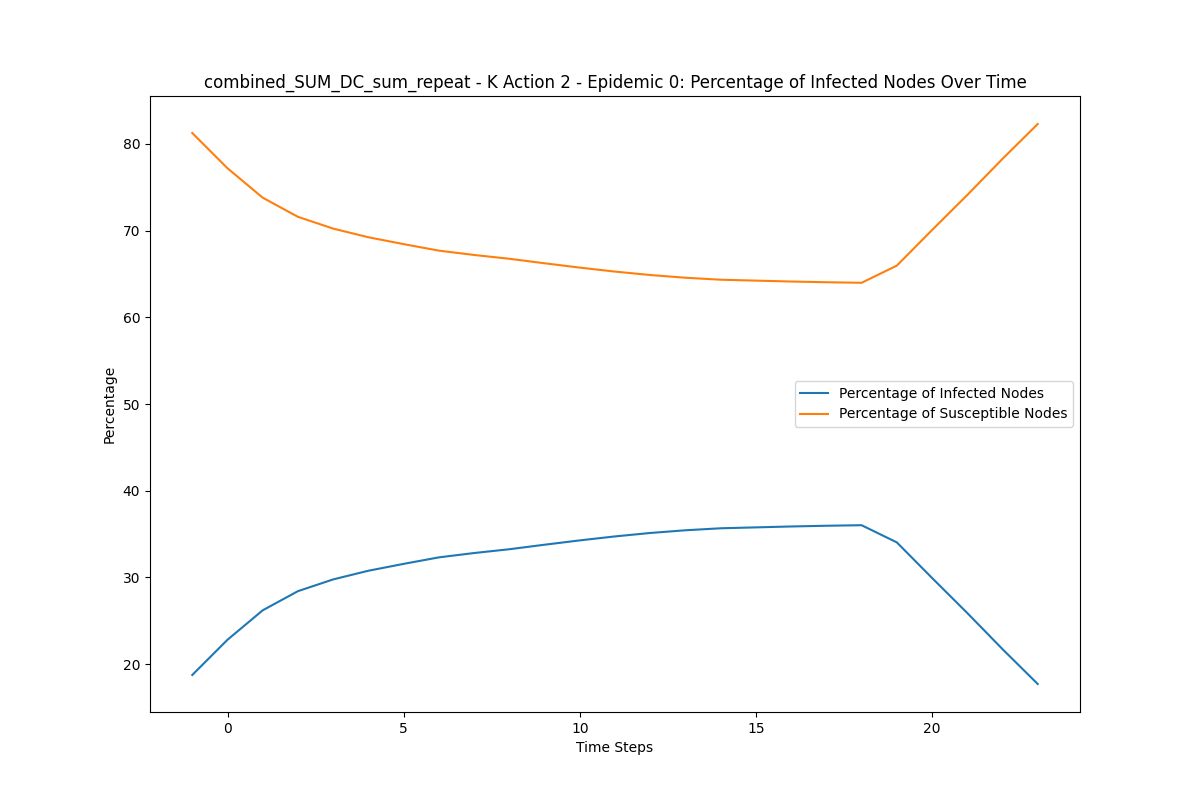 combined_SUM_DC_sum_repeat - K Action 2 - Epidemic 0: Percentage of Infected Nodes Over Time
80
70
60
50
40
30
20
Percentage
Percentage of Infected Nodes
Percentage of Susceptible Nodes
0 5 10 15 20
Time Steps